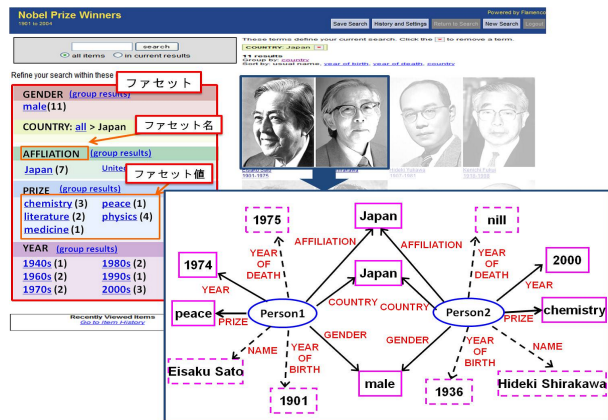 Nobel Prize Winners
1901 to 2004
Powered by Flamenco
Save Search
History and Settings
Return to Search
New Search
Logout
search
all items
in current results
These terms define your current search. Click the to remove a term.
COUNTRY: Japan
11 results
Group by: country
Sort by: usual name, year of birth, year of death, country
Refine your search within these
ファセット
GENDER (group results)
male(11)
COUNTRY: all > Japan
ファセット名
AFFLIATION (group results)
Japan (7)
United
ファセット値
PRIZE (group results)
chemistry (3) peace (1)
literature (2) physics (4)
medicine (1)
YEAR (group results)
1940s (1) 1980s (2)
1960s (2) 1990s (1)
1970s (2) 2000s (3)
Recently Viewed Items
Go to Item History
Eisaku Sato
1901-1975
1975
Japan
nill
YEAR OF DEATH
AFFILIATION
AFFILIATION
YEAR OF DEATH
1974
Japan
2000
YEAR
COUNTRY
COUNTRY
YEAR
peace
PRIZE
Person1
Person2
PRIZE
chemistry
NAME
YEAR OF BIRTH
GENDER
GENDER
YEAR OF BIRTH
NAME
Eisaku Sato
1901
male
1936
Hideki Shirakawa